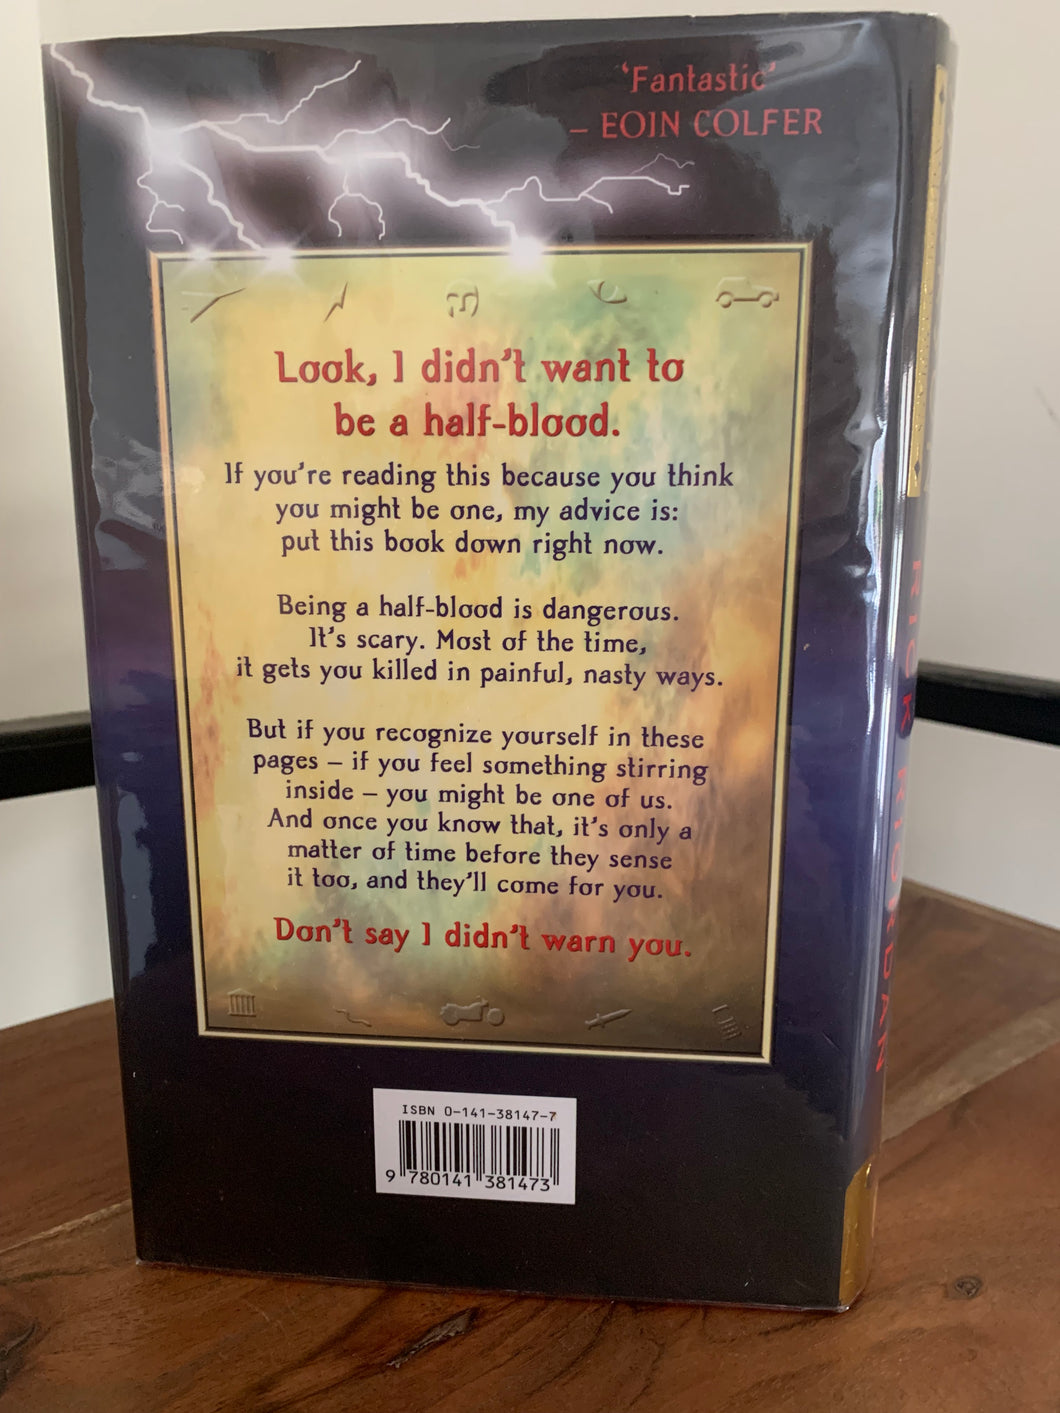 ‘Fantastic’
– EOIN COLFER
Look, I didn’t want to
be a half-blood.
If you’re reading this because you think
you might be one, my advice is:
put this book down right now.
Being a half-blood is dangerous.
It’s scary. Most of the time,
it gets you killed in painful, nasty ways.
But if you recognize yourself in these
pages – if you feel something stirring
inside – you might be one of us.
And once you know that, it’s only a
matter of time before they sense
it too, and they’ll come for you.
Don’t say I didn’t warn you.
ISBN 0-141-38147-7
9 780141 381473
RICK RIORDAN